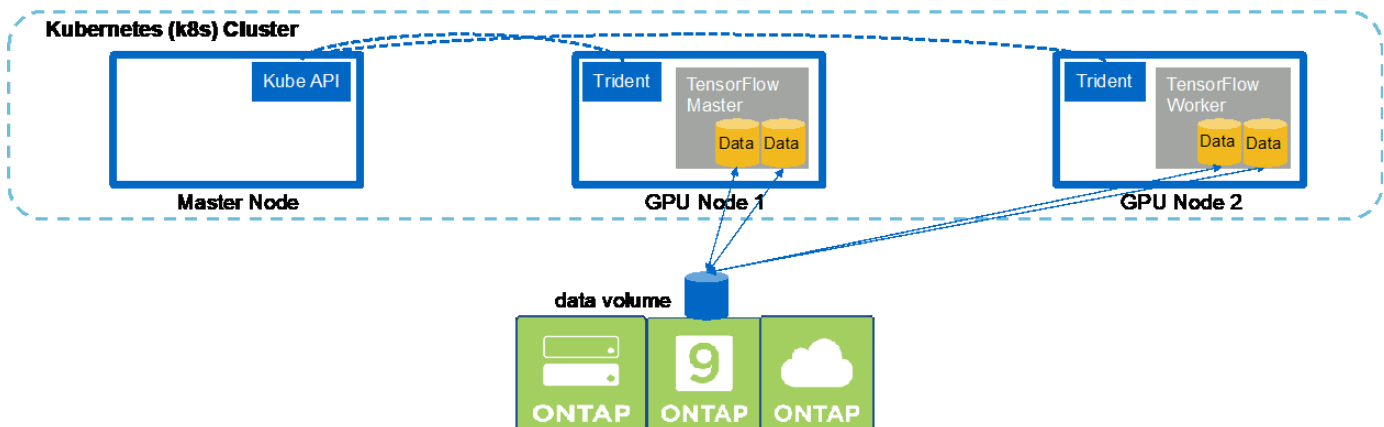 Kubernetes (k8s) Cluster
Kube API
Master Node
Trident
TensorFlow
Master
Data
Data
GPU Node 1
Trident
TensorFlow
Worker
Data
Data
GPU Node 2
data volume
9
ONTAP
ONTAP
ONTAP